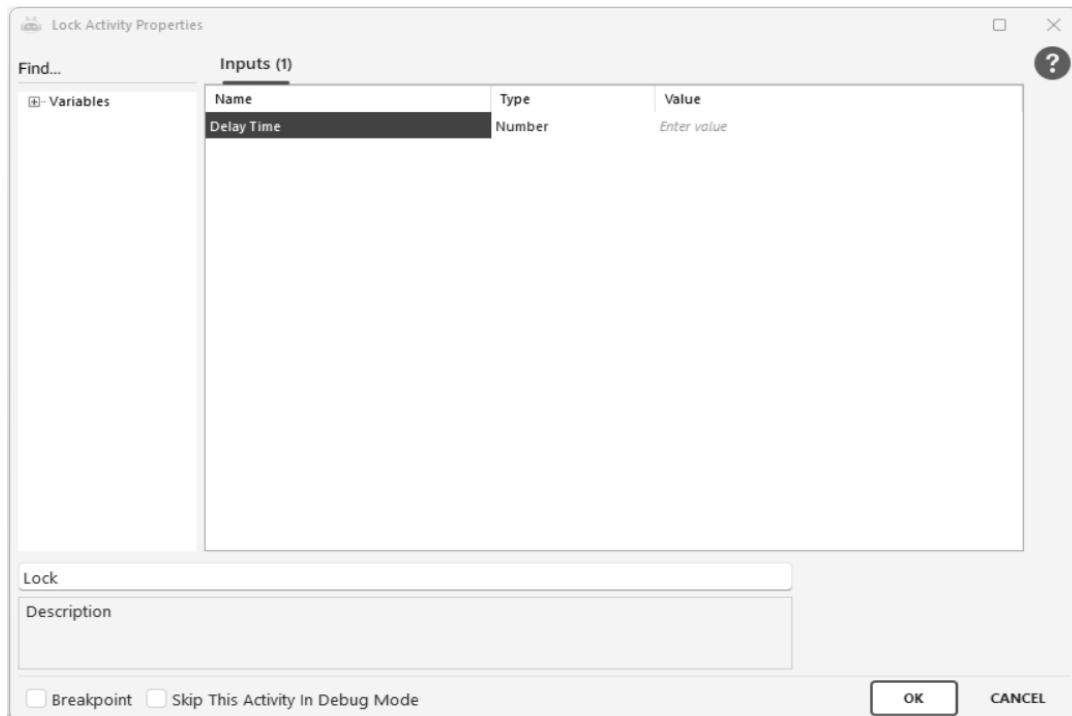 Lock Activity Properties
Find...
Inputs (1)
?
Variables
Name Type Value
Delay Time Number Enter value
Lock
Description
Breakpoint Skip This Activity In Debug Mode OK CANCEL